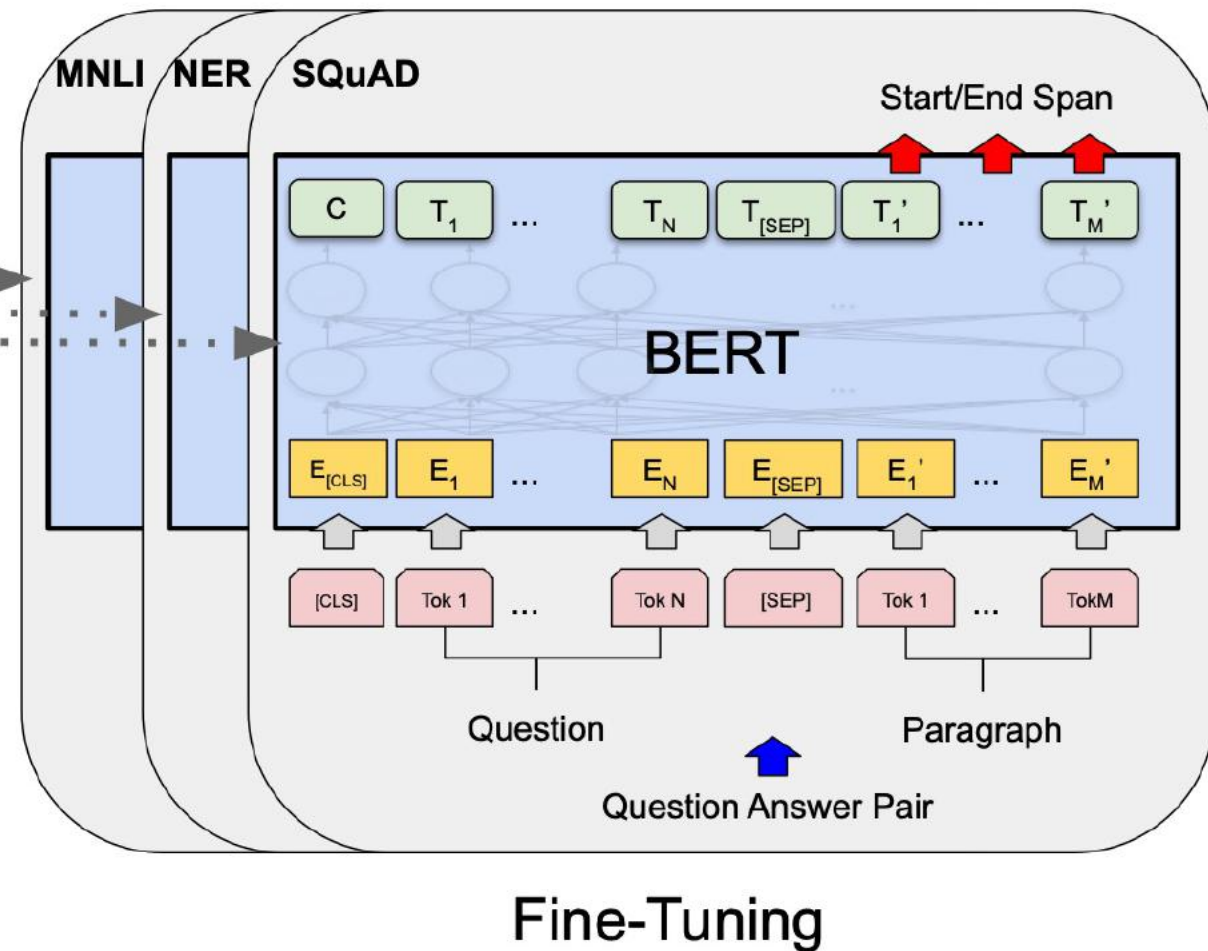 MNLI NER SQuAD
Start/End Span
C T1 ... TN T[SEP] T1' ... TM'
...
BERT
...
E[CLS] E1 ... EN E[SEP] E1' ... EM'
[CLS] Tok 1 ... Tok N [SEP] Tok 1 ... TokM
Question Paragraph
Question Answer Pair
Fine-Tuning